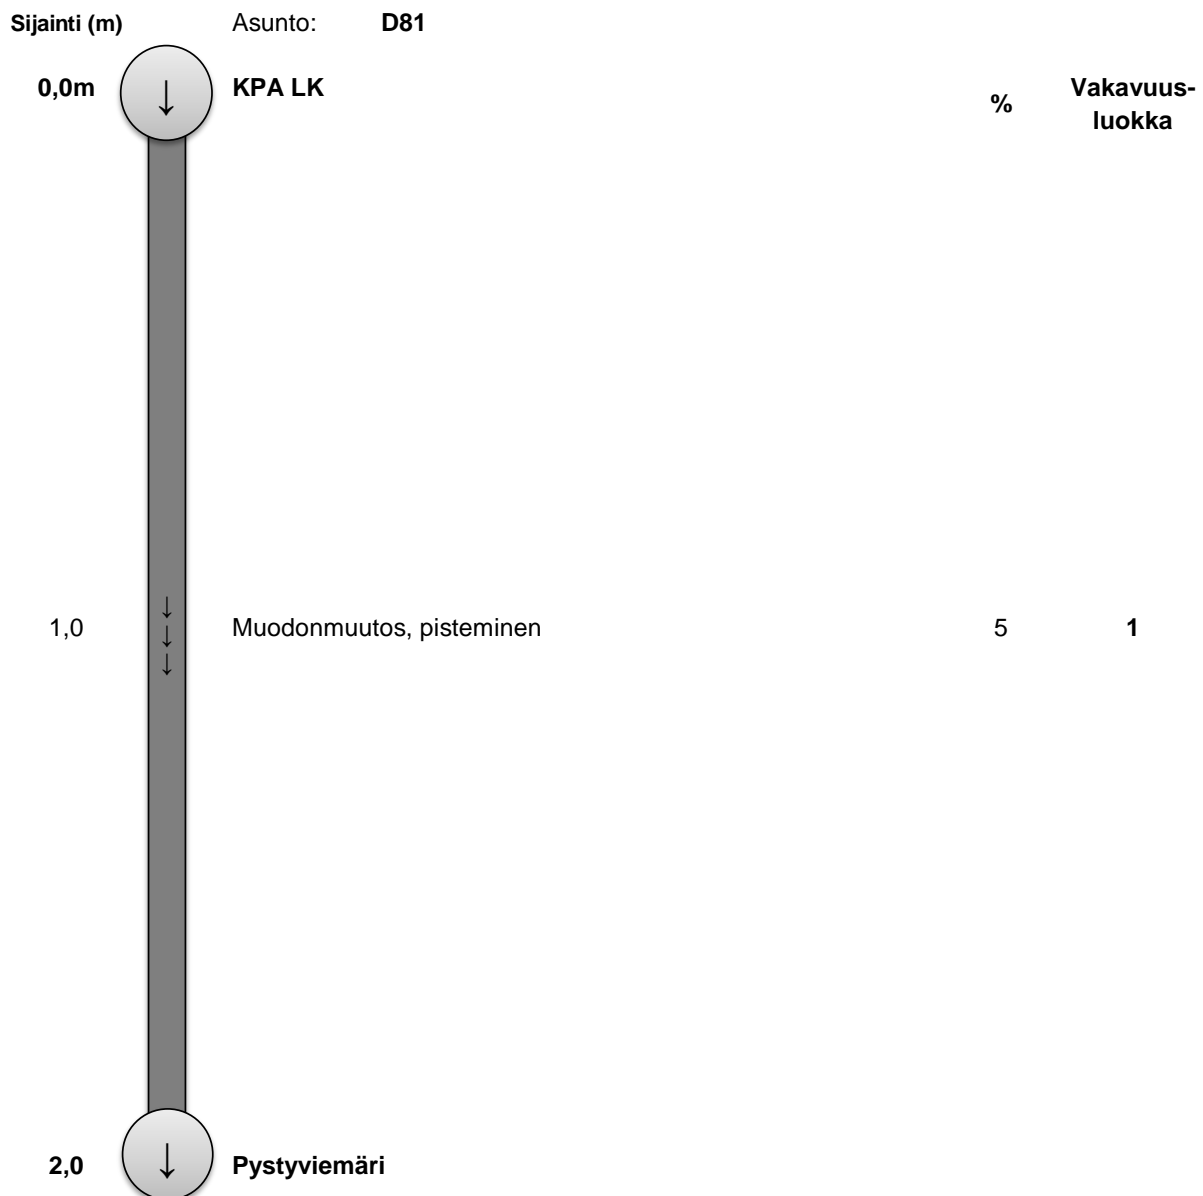 Sijainti (m) Asunto: D81
0,0m ↓ KPA LK % Vakavuus-
luokka
↓
1,0 ↓ Muodonmuutos, pisteminen 5 1
↓
2,0 ↓ Pystyviemäri